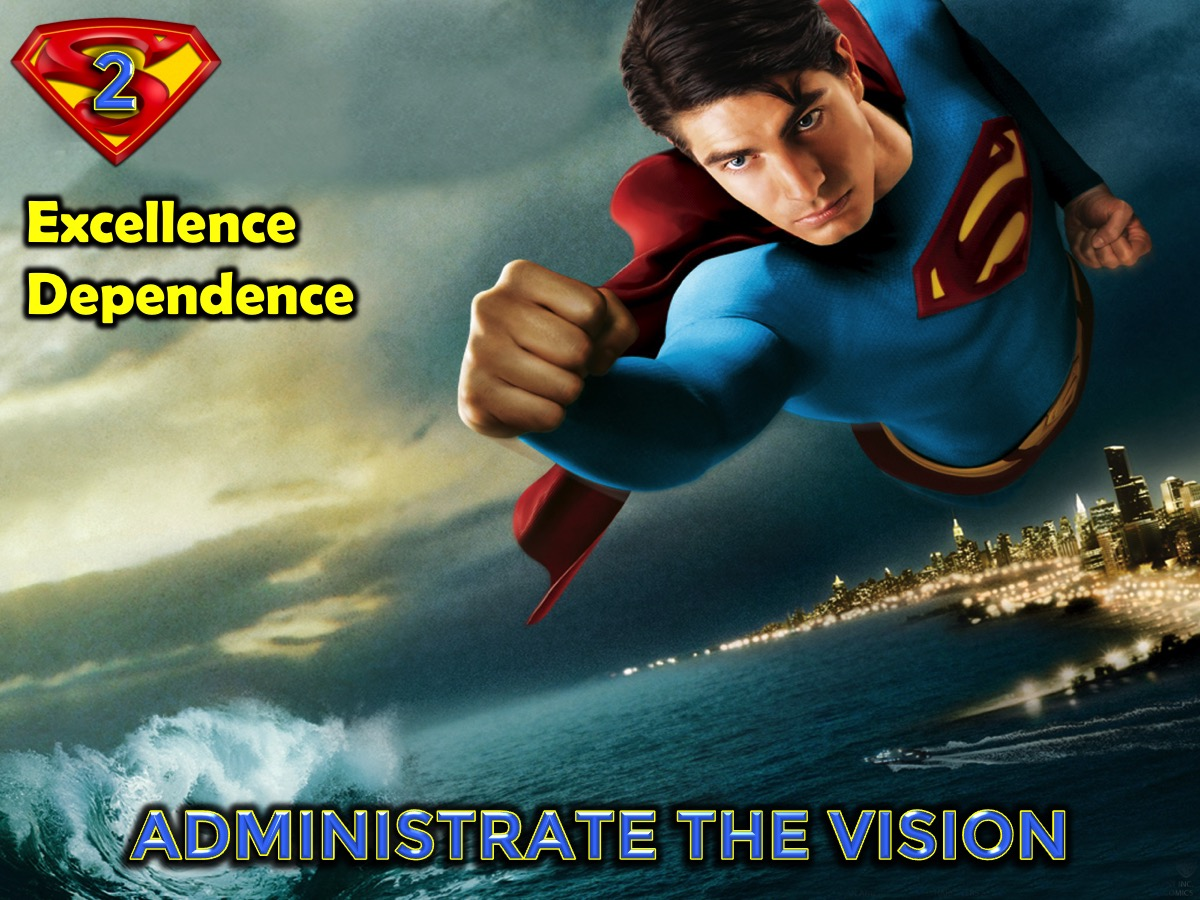 2
Excellence
Dependence
ADMINISTRATE THE VISION